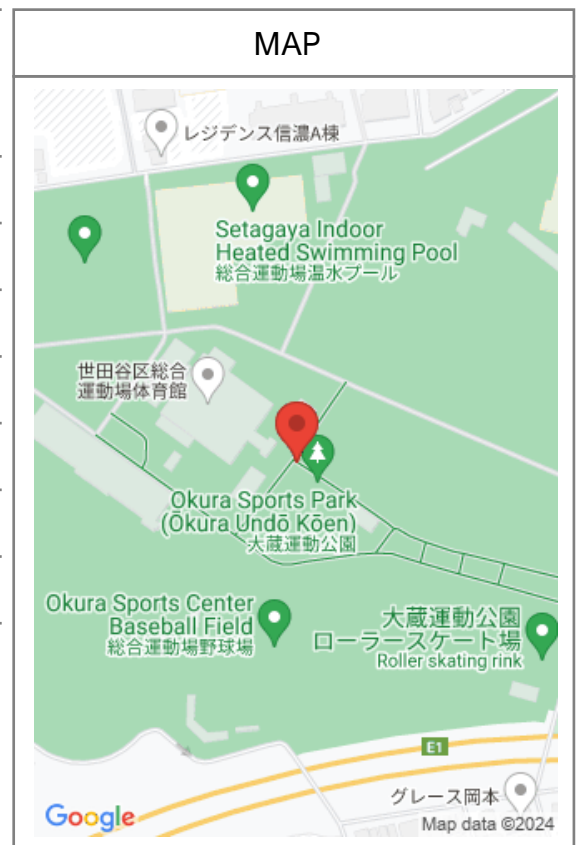 MAP
レジデンス信濃A棟
Setagaya Indoor
Heated Swimming Pool
総合運動場温水プール
世田谷区総合
運動場体育館
Okura Sports Park
(Ōkura Undō Kōen)
大蔵運動公園
Okura Sports Center
Baseball Field
総合運動場野球場
大蔵運動公園
ローラースケート場
Roller skating rink
E1
グレース岡本
Google
Map data ©2024